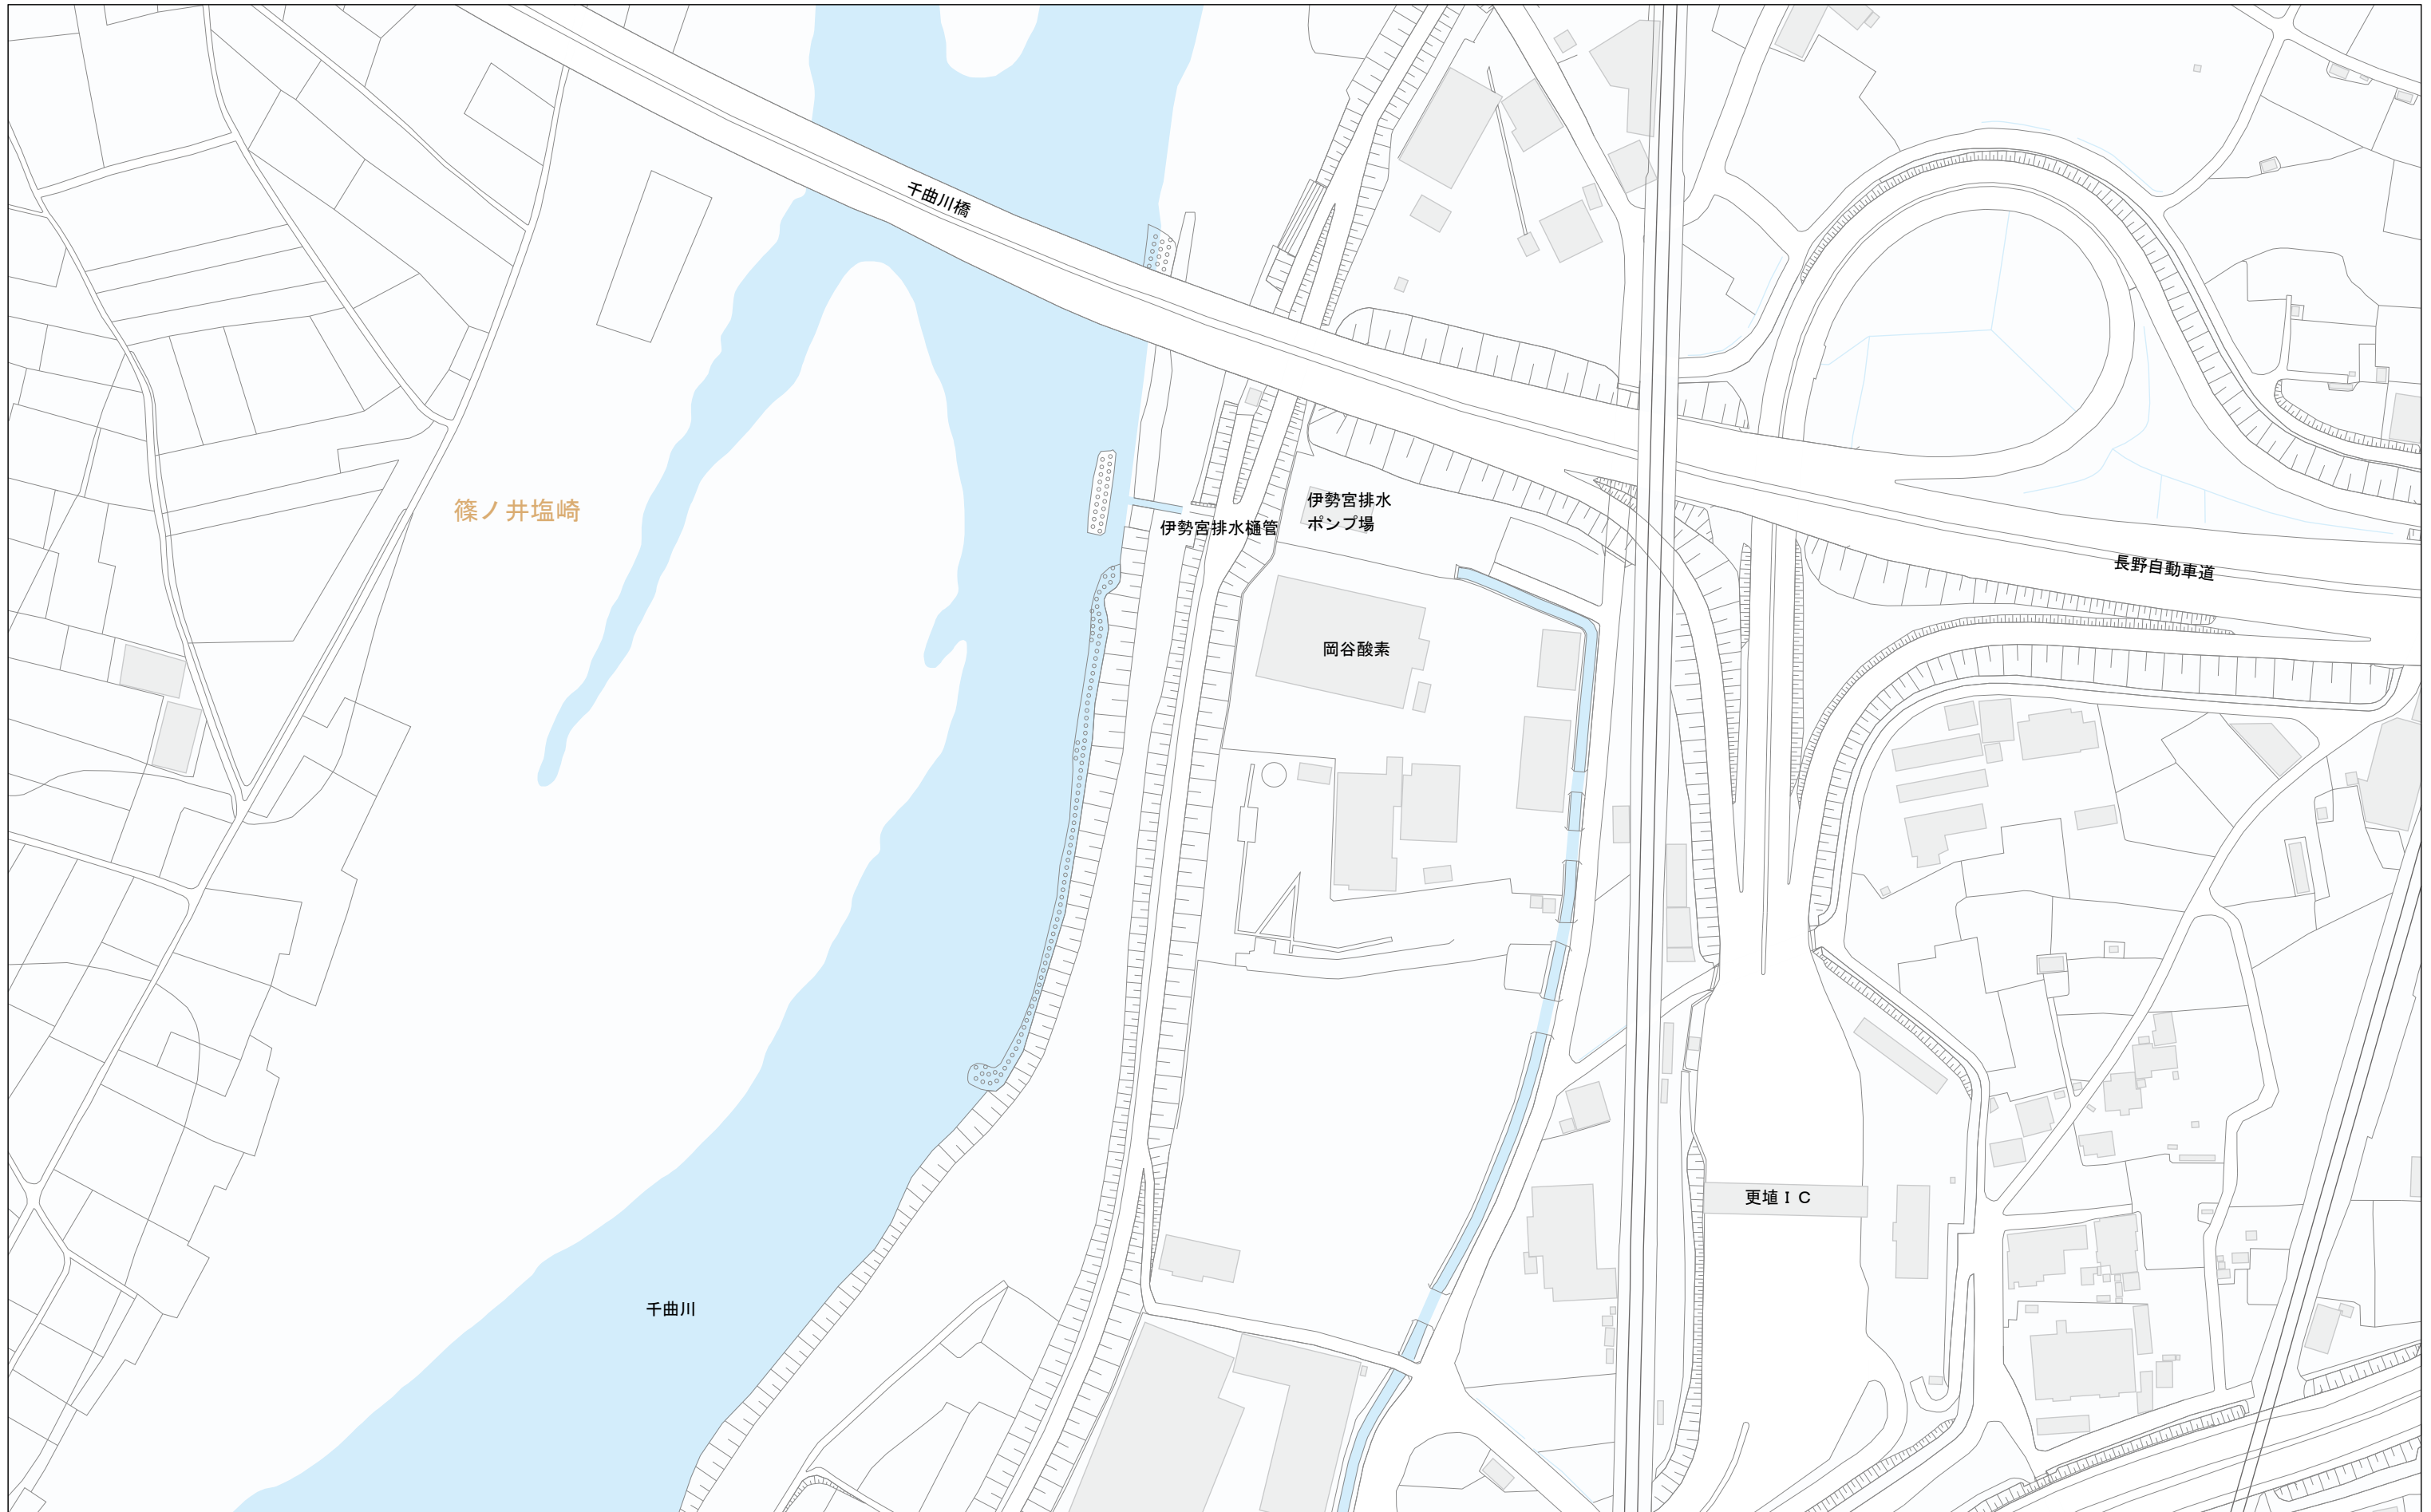 千曲川橋
篠ノ井塩崎
伊勢宮排水
ポンプ場
伊勢宮排水樋管
長野自動車道
岡谷酸素
更埴ＩＣ
千曲川